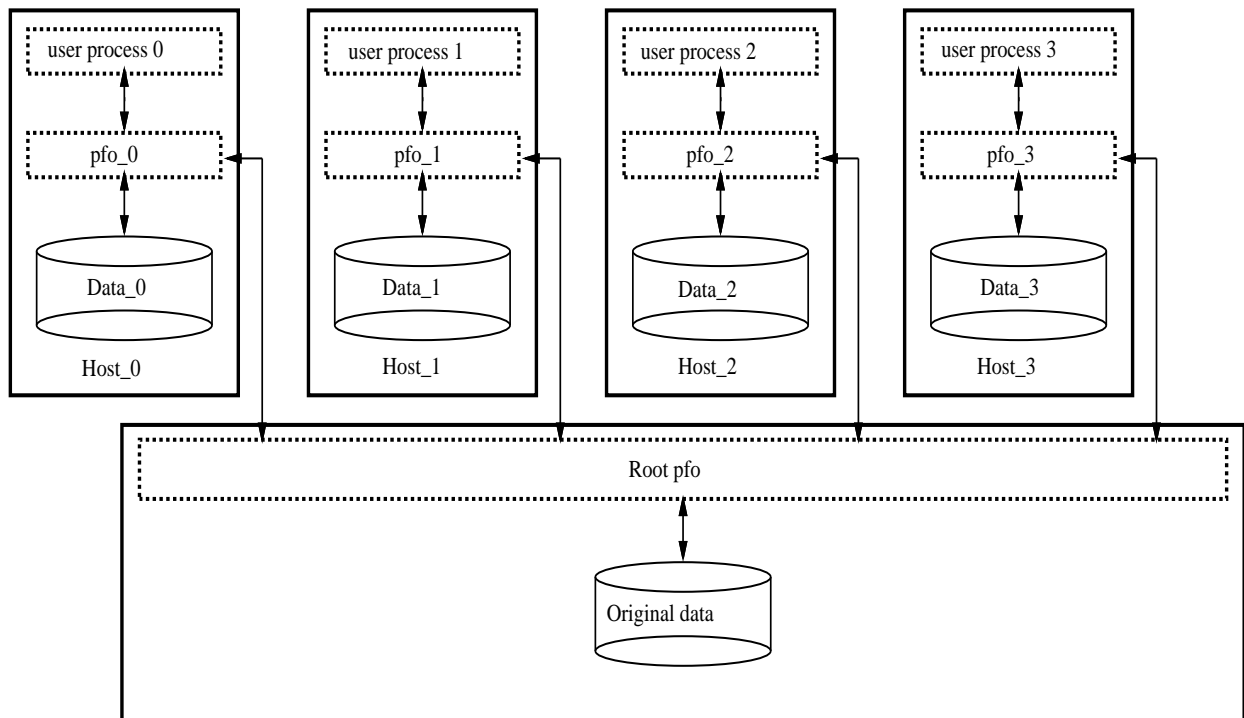 user process 0
user process 1
user process 2
user process 3
pfo_0
pfo_1
pfo_2
pfo_3
Data_0
Data_1
Data_2
Data_3
Host_0
Host_1
Host_2
Host_3
Root pfo
Original data